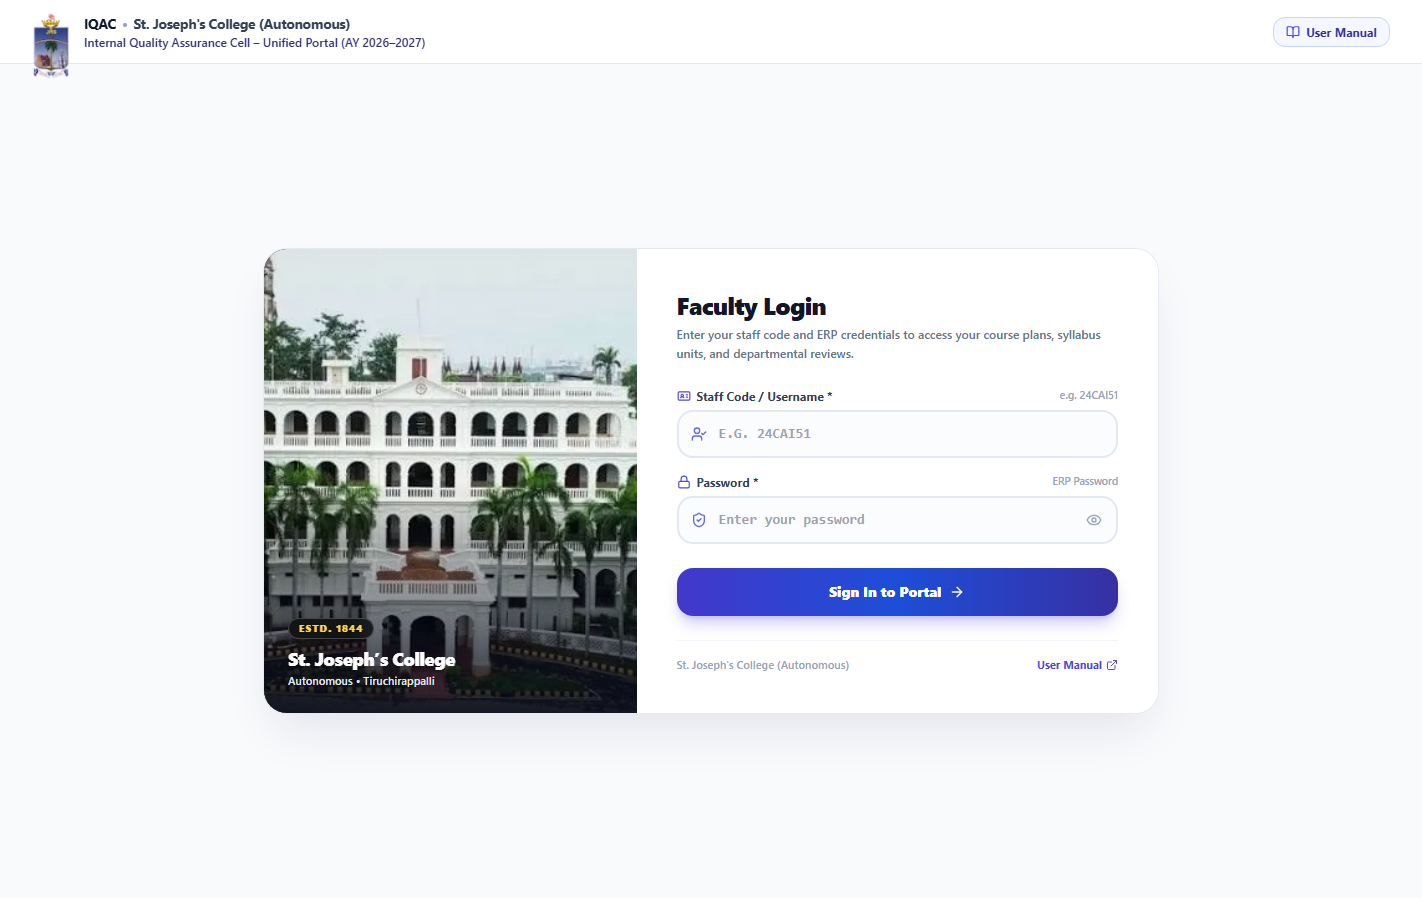 IQAC • St. Joseph's College (Autonomous)
Internal Quality Assurance Cell – Unified Portal (AY 2026–2027)
User Manual
ESTD. 1844
St. Joseph's College
Autonomous • Tiruchirappalli
Faculty Login
Enter your staff code and ERP credentials to access your course plans, syllabus
units, and departmental reviews.
Staff Code / Username *
e.g. 24CAI51
E.G. 24CAI51
Password *
ERP Password
Enter your password
Sign In to Portal →
St. Joseph's College (Autonomous)
User Manual